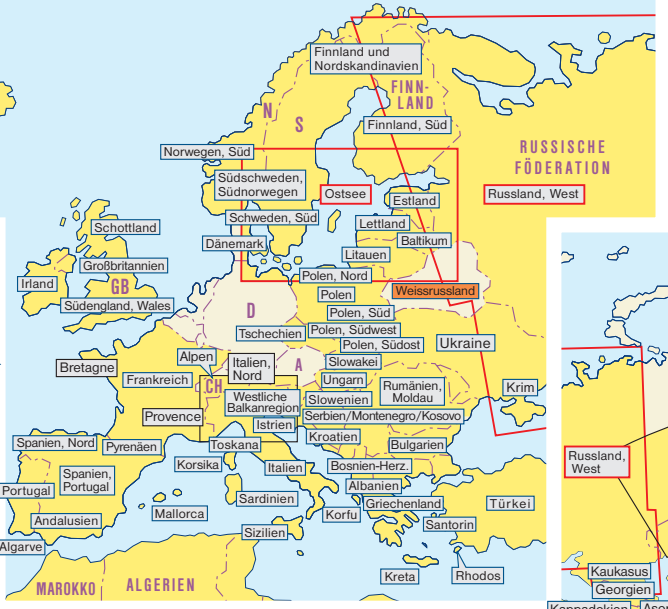 Finnland und
Nordskandinavien
FINN-
LAND
N
S
Finnland, Süd
RUSSISCHE
FÖDERATION
Norwegen, Süd
Südschweden,
Südnorwegen
Ostsee
Estland
Russland, West
Schweden, Süd
Lettland
Schottland
Dänemark
Baltikum
Litauen
Großbritannien
Irland
GB
Polen, Nord
Weissrussland
Polen
Südengland, Wales
D
Polen, Süd
Tschechien
Polen, Südwest
Polen, Südost
Ukraine
Alpen
Italien,
Nord
A
Slowakei
Bretagne
Frankreich
CH
Ungarn
Rumänien,
Moldau
Krim
Westliche
Balkanregion
Slowenien
Provence
Serbien/Montenegro/Kosovo
Istrien
Kroatien
Spanien, Nord
Pyrenäen
Toskana
Bulgarien
Russland,
West
Korsika
Italien
Bosnien-Herz.
Spanien,
Portugal
Albanien
Portugal
Sardinien
Griechenland
Türkei
Mallorca
Korfu
Andalusien
Santorin
Sizilien
Algarve
Kreta
Rhodos
Kaukasus
MAROKKO
ALGERIEN
Georgien
Kappadokien